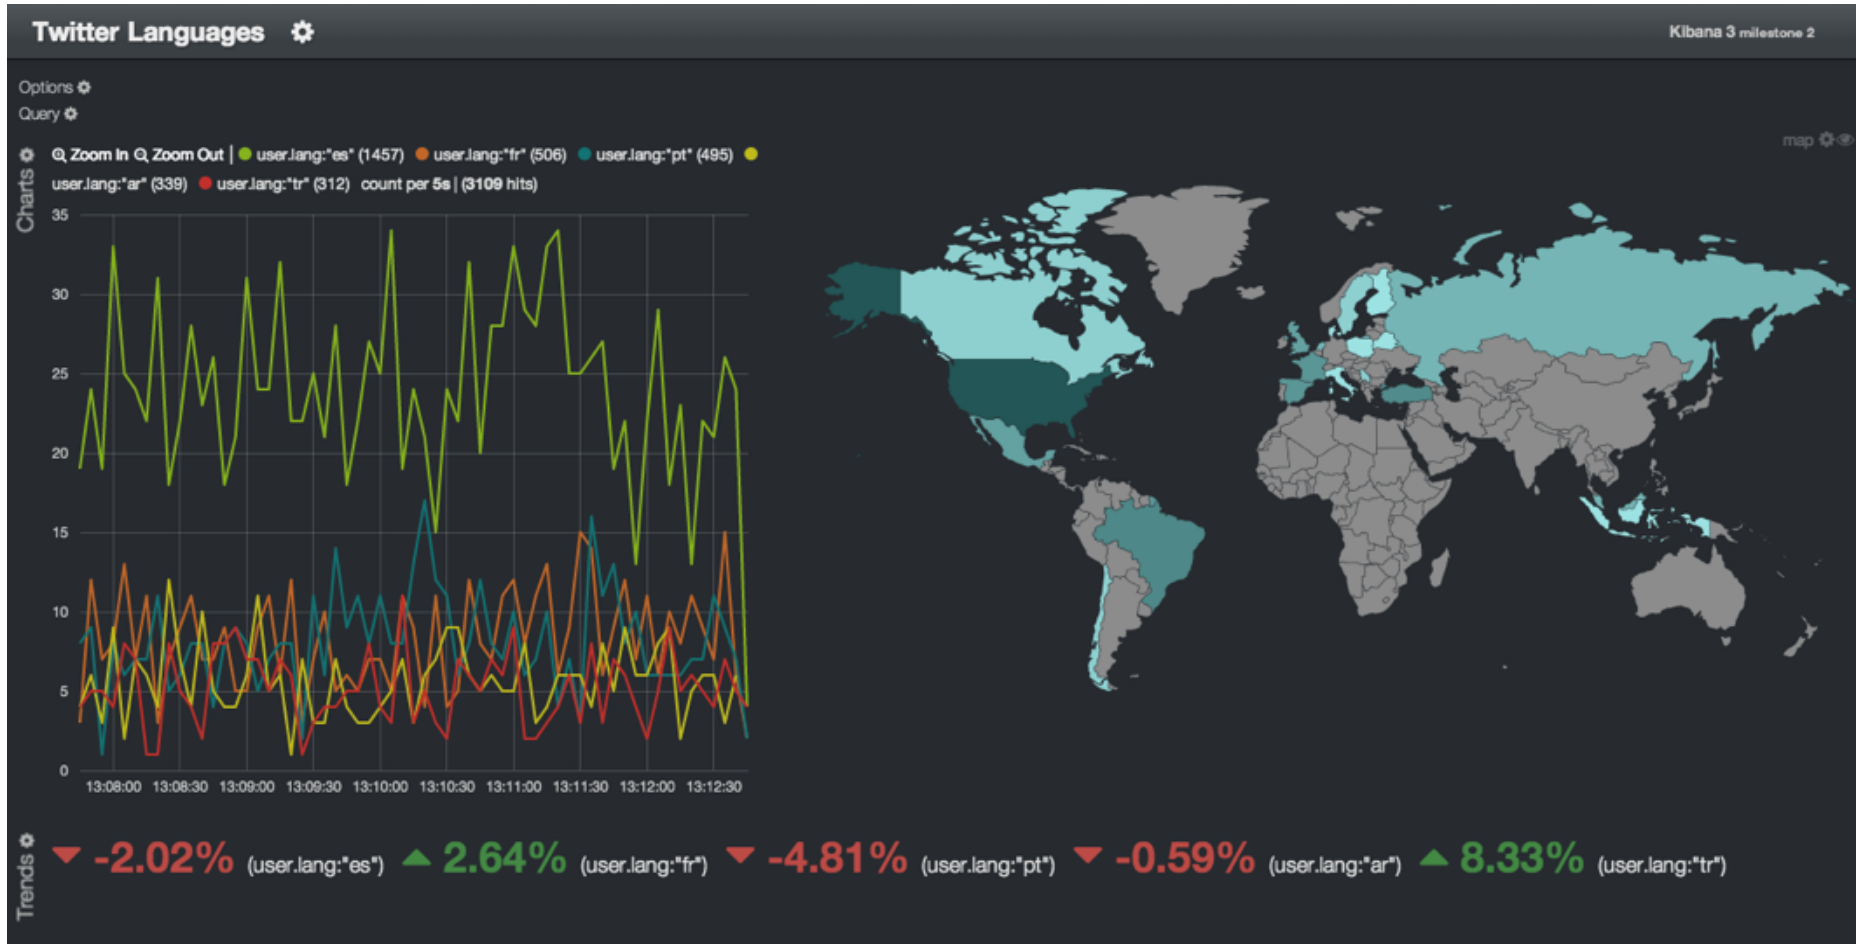 Twitter Languages
Kibana 3 milestone 2
Options
Query
map
Charts
Zoom In Zoom Out | user.lang:"es" (1457) user.lang:"fr" (506) user.lang:"pt" (495)
user.lang:"ar" (339) user.lang:"tr" (312) count per 5s | (3109 hits)
35
30
25
20
15
10
5
0
13:08:00 13:08:30 13:09:00 13:09:30 13:10:00 13:10:30 13:11:00 13:11:30 13:12:00 13:12:30
Trends
-2.02% (user.lang:"es") 2.64% (user.lang:"fr") -4.81% (user.lang:"pt") -0.59% (user.lang:"ar") 8.33% (user.lang:"tr")